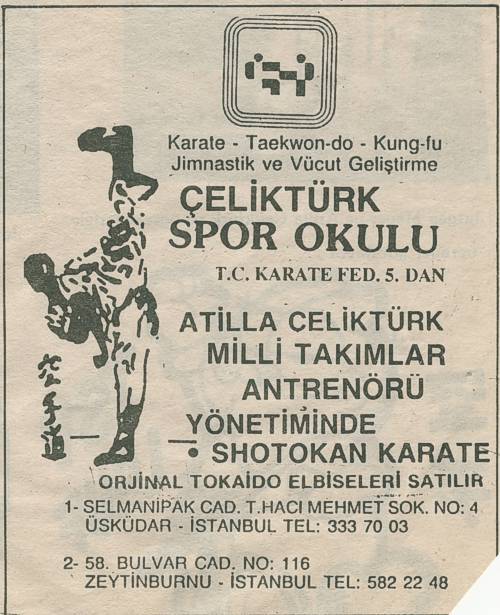 Karate - Taekwon-do - Kung-fu
Jimnastik ve Vücut Geliştirme
ÇELİKTÜRK
SPOR OKULU
T.C. KARATE FED. 5. DAN
ATİLLA ÇELİKTÜRK
MİLLİ TAKIMLAR
ANTRENÖRÜ
YÖNETİMİNDE
• SHOTOKAN KARATE
ORJİNAL TOKAİDO ELBİSELERİ SATILIR
1- SELMANİPAK CAD. T.HACI MEHMET SOK. NO: 4
ÜSKÜDAR - İSTANBUL TEL: 333 70 03
2- 58. BULVAR CAD. NO: 116
ZEYTİNBURNU - İSTANBUL TEL: 582 22 48